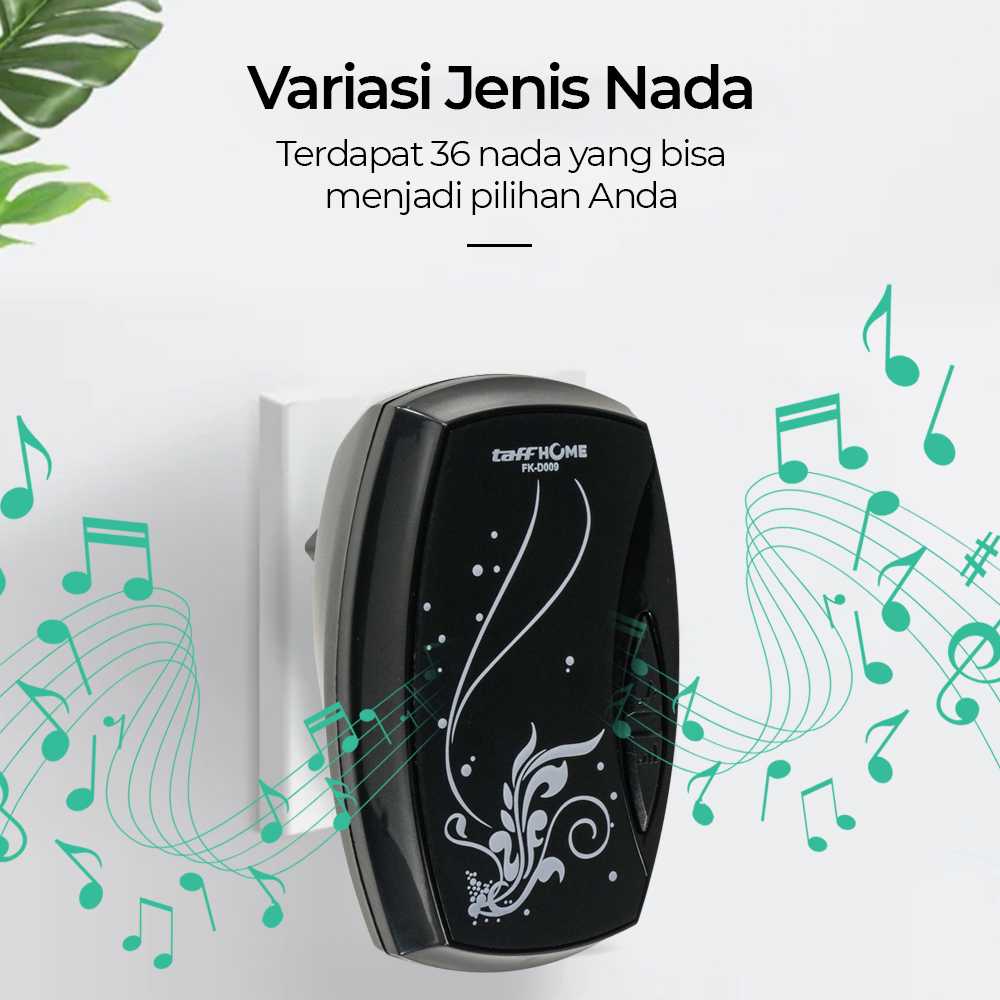 Variasi Jenis Nada
Terdapat 36 nada yang bisa
menjadi pilihan Anda
taffHOME
FK-D009